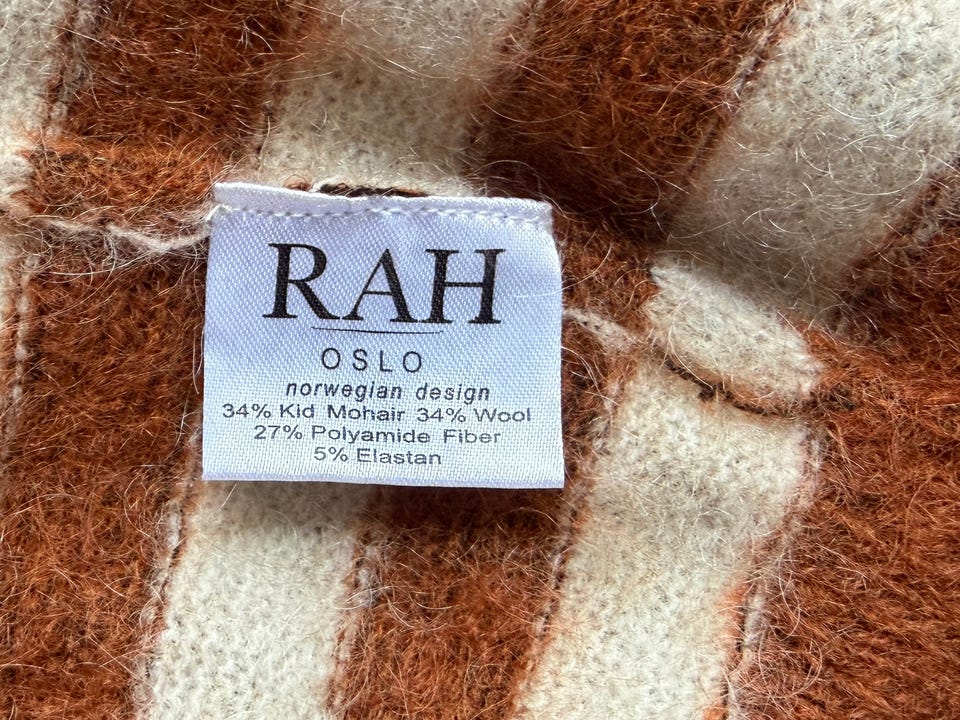 RAH
OSLO
norwegian design
34% Kid Mohair 34% Wool
27% Polyamide Fiber
5% Elastan